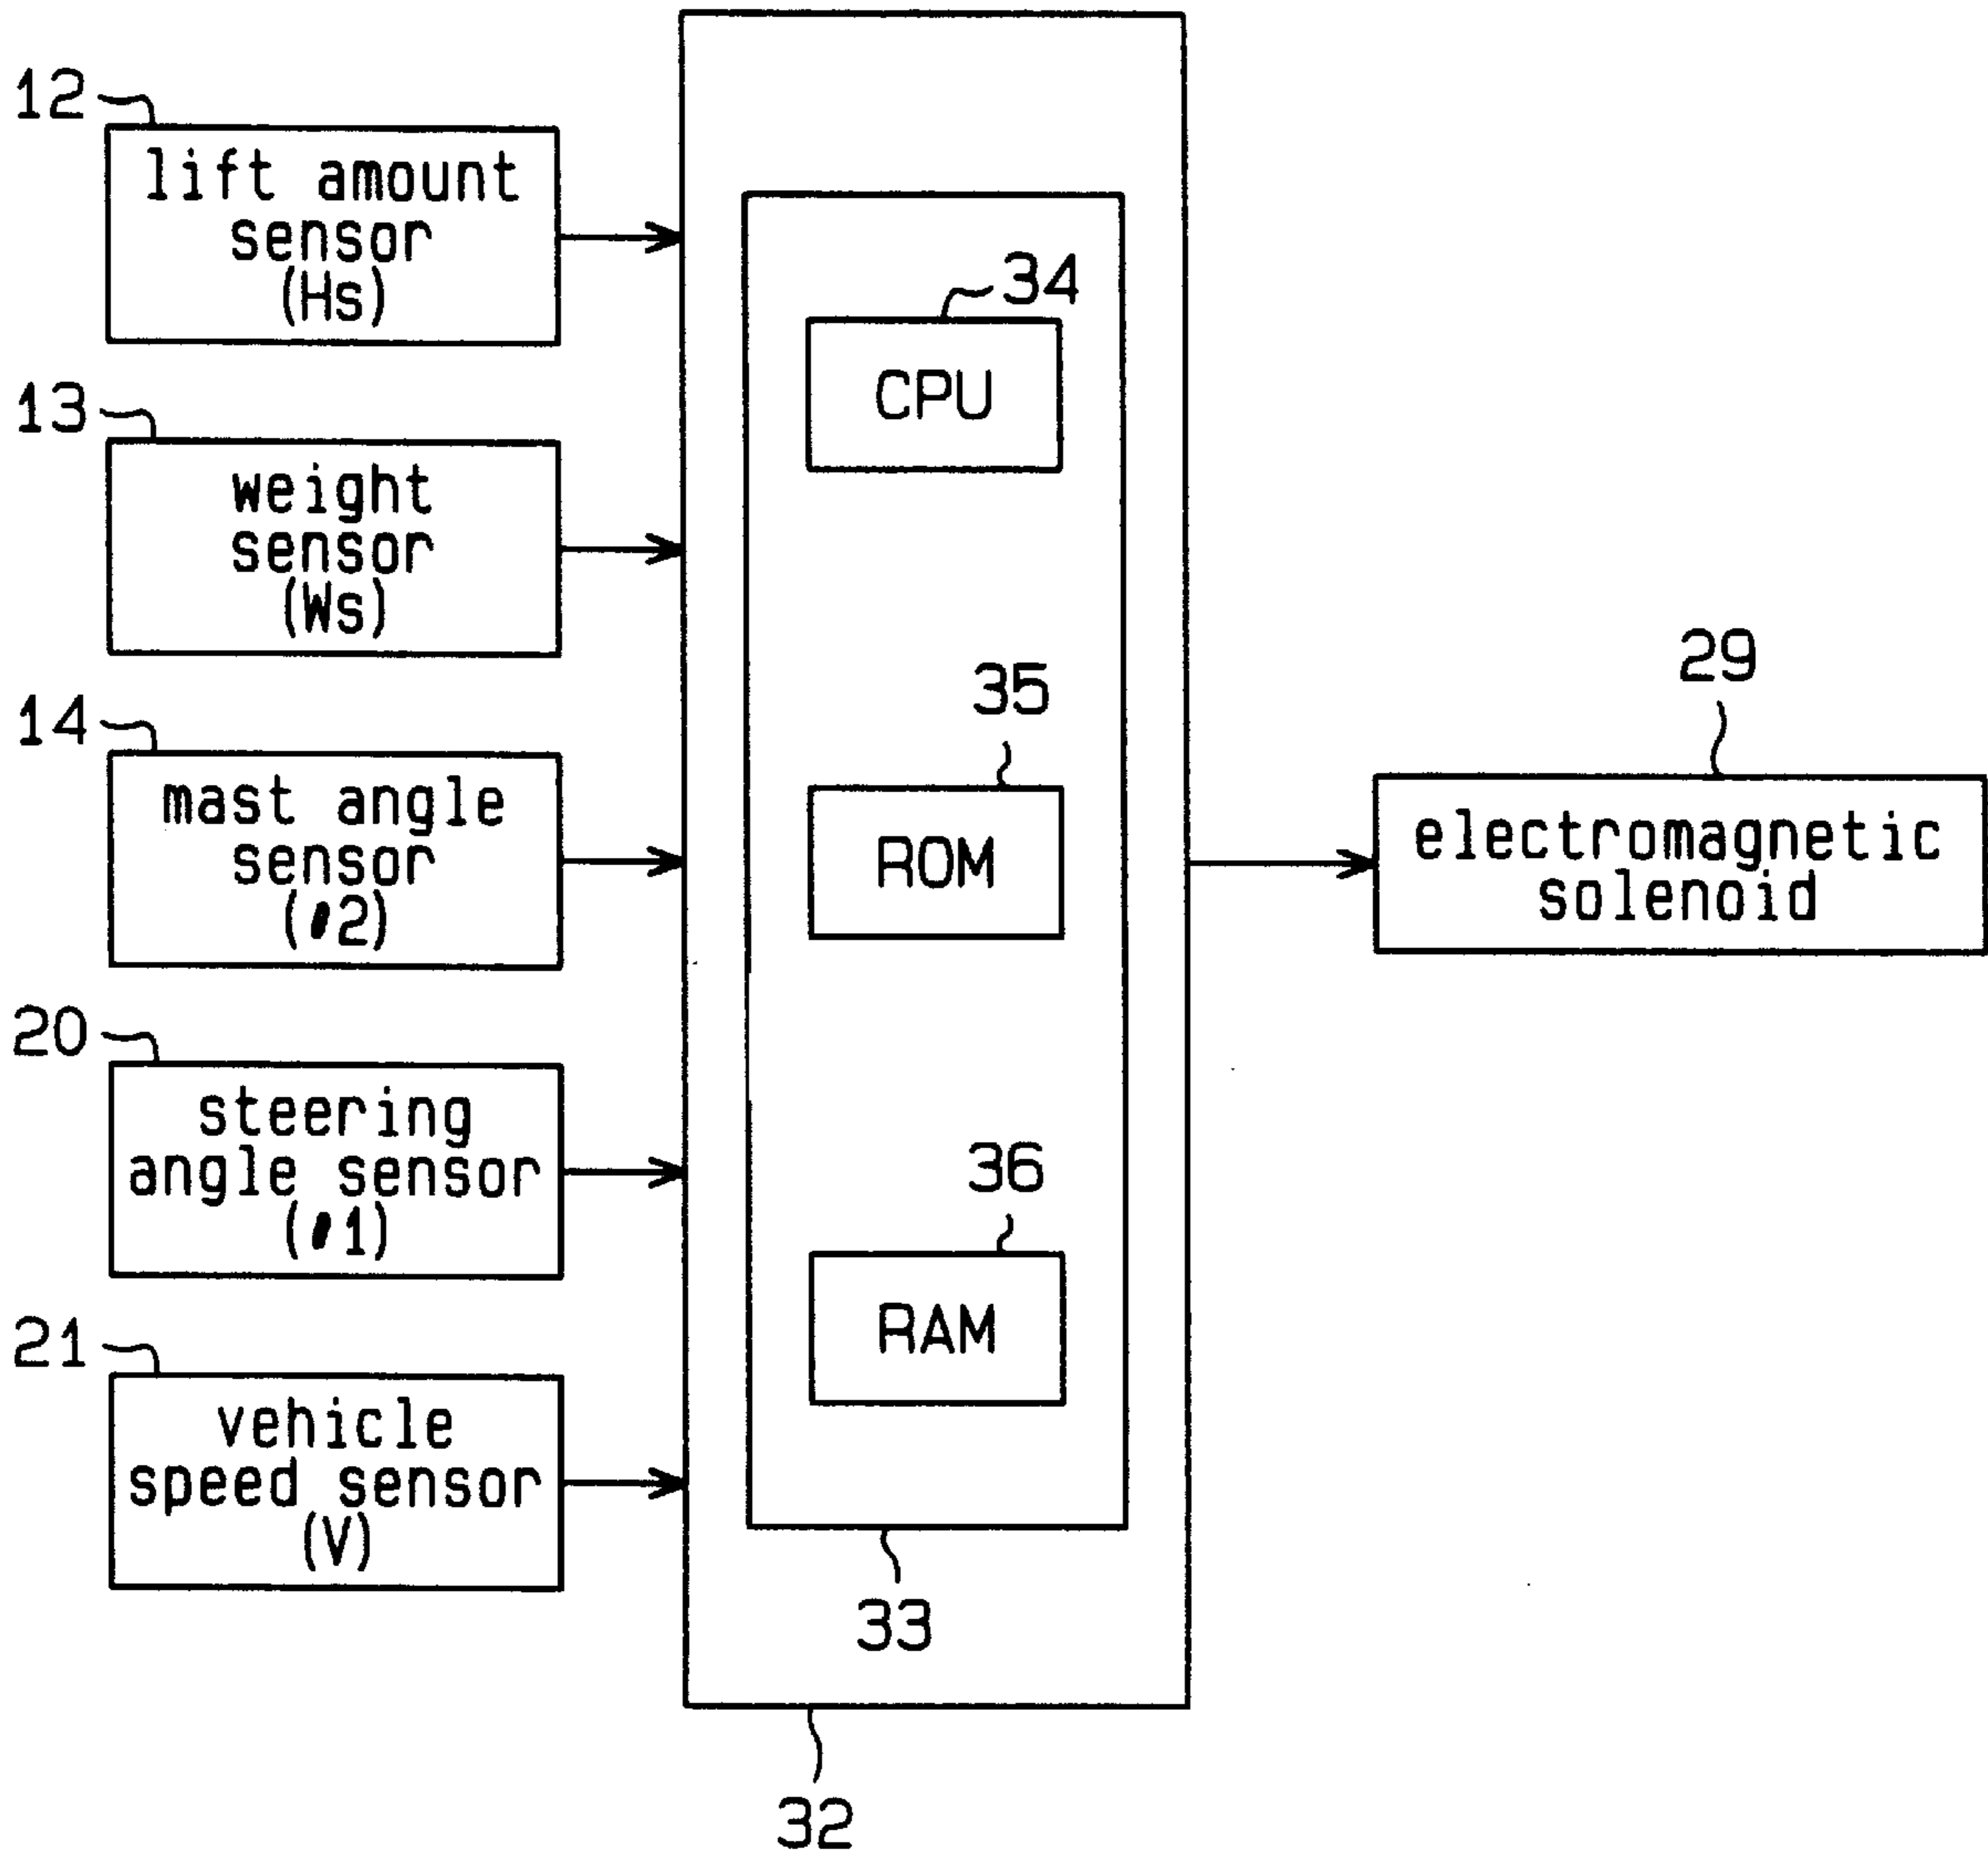 12
lift amount
sensor
(Hs)
13
weight
sensor
(Ws)
14
mast angle
sensor
(θ2)
20
steering
angle sensor
(θ1)
21
vehicle
speed sensor
(V)
34
CPU
35
ROM
36
RAM
33
32
29
electromagnetic
solenoid